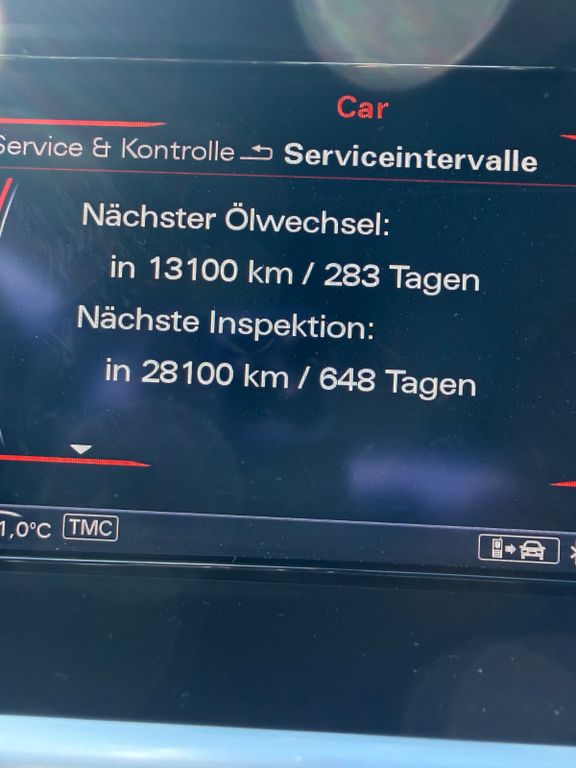 Car
Service & Kontrolle Serviceintervalle
Nächster Ölwechsel:
in 13100 km / 283 Tagen
Nächste Inspektion:
in 28100 km / 648 Tagen
1,0°C TMC